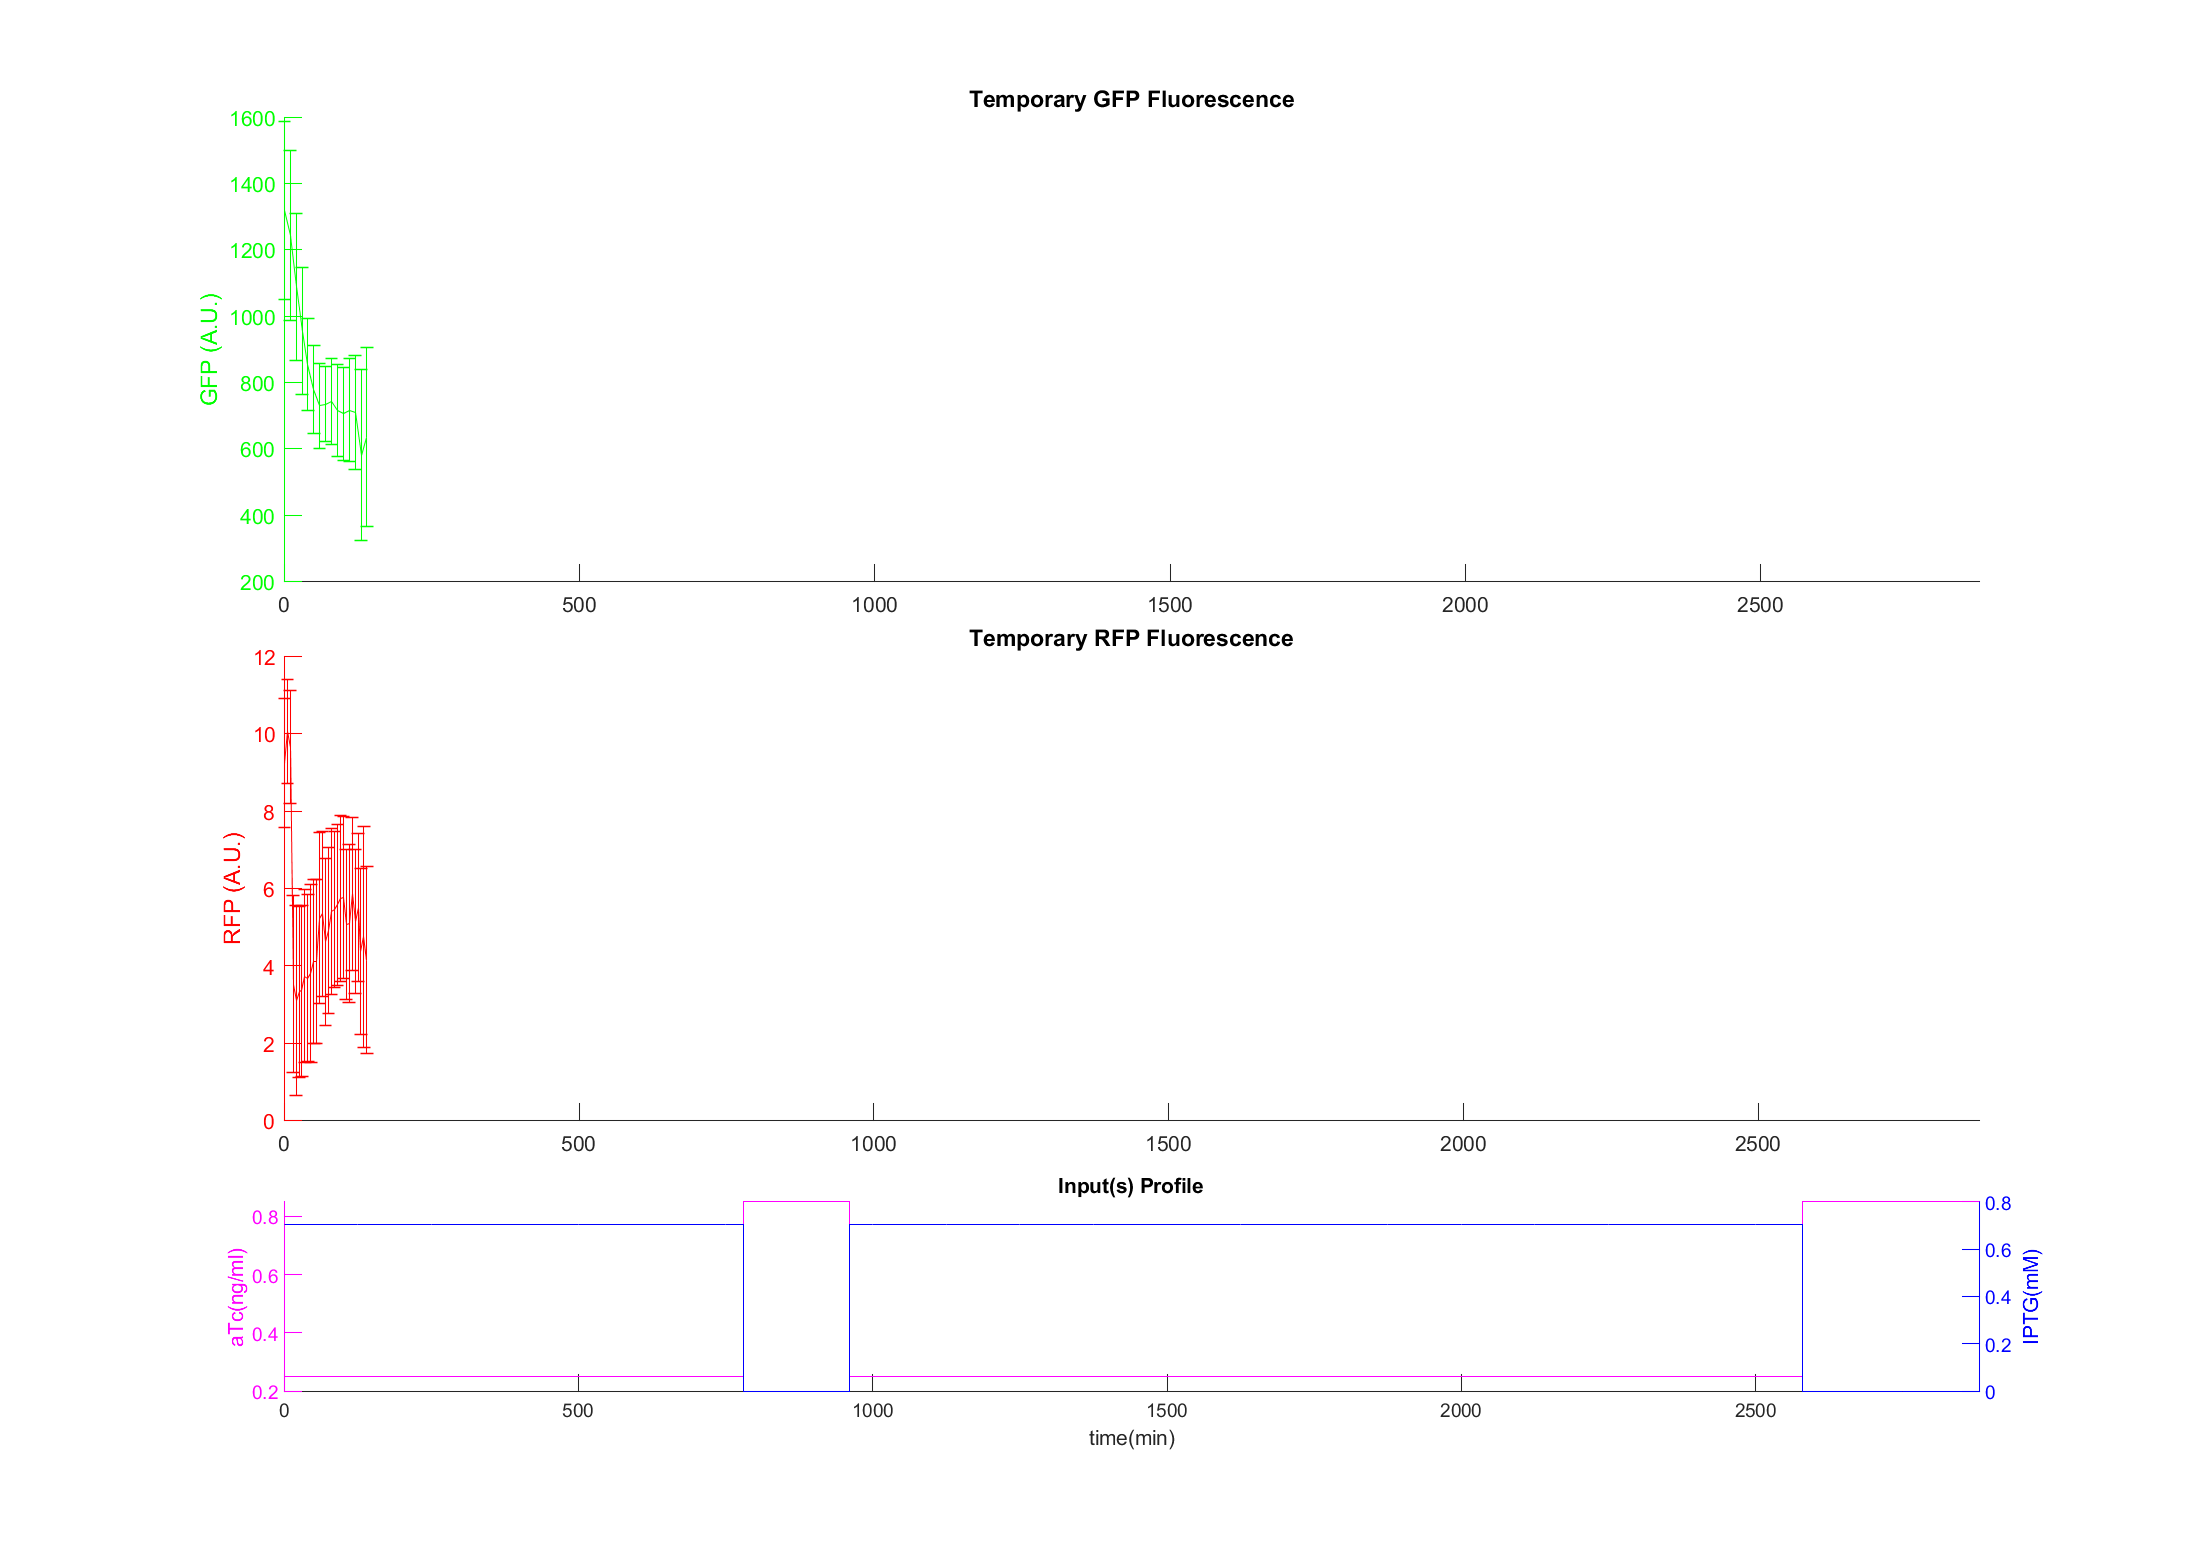 Temporary GFP Fluorescence
1600
1400
1200
1000
800
600
400
200
GFP (A.U.)
0 500 1000 1500 2000 2500
Temporary RFP Fluorescence
12
10
8
6
4
2
0
RFP (A.U.)
0 500 1000 1500 2000 2500
Input(s) Profile
0.8
0.6
0.4
0.2
aTc(ng/ml)
0.8
0.6
0.4
0.2
0
IPTG(mM)
0 500 1000 1500 2000 2500
time(min)